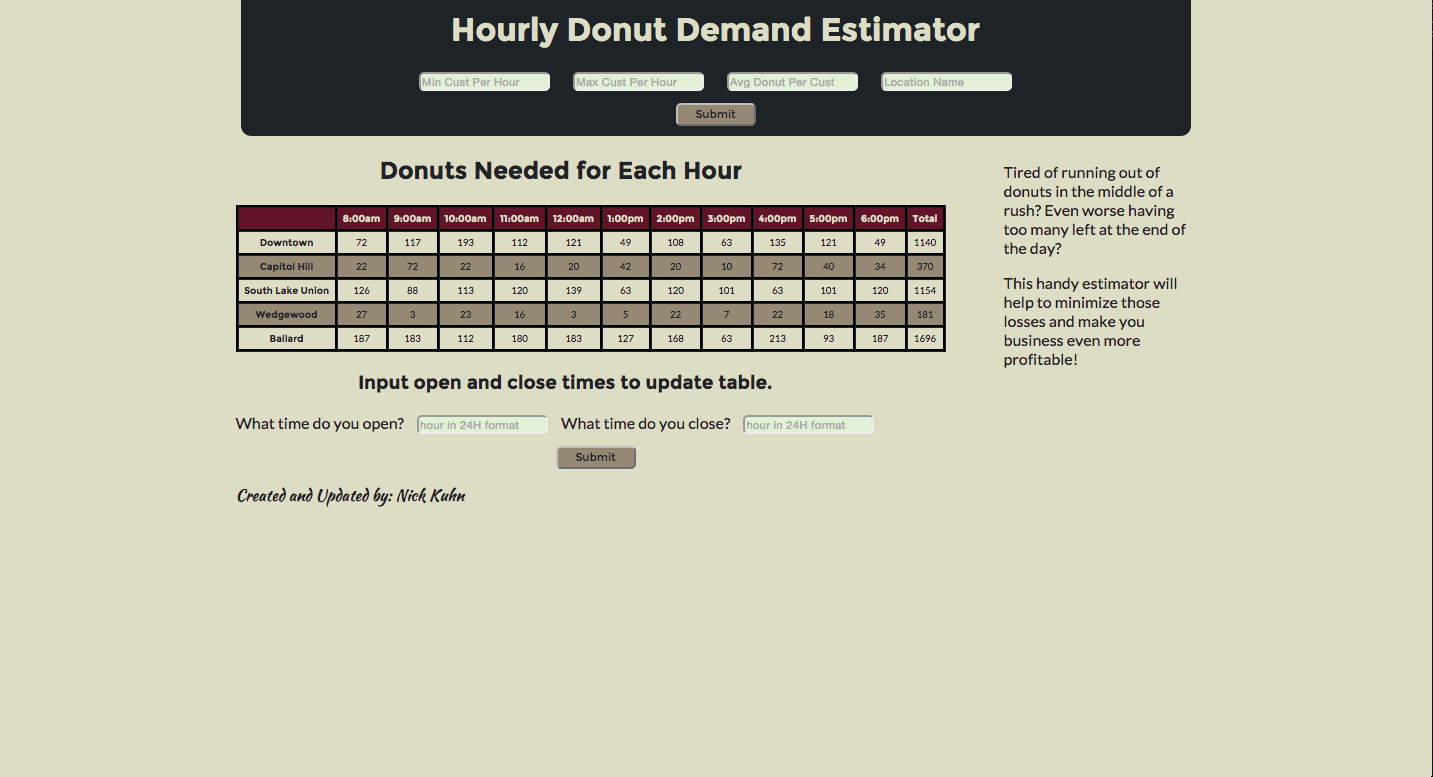 Hourly Donut Demand Estimator
Min Cust Per Hour Max Cust Per Hour Avg Donut Per Cust Location Name
Submit
Donuts Needed for Each Hour
8:00am 9:00am 10:00am 11:00am 12:00am 1:00pm 2:00pm 3:00pm 4:00pm 5:00pm 6:00pm Total
Downtown 72 117 193 112 121 49 108 63 135 121 49 1140
Capitol Hill 22 72 22 16 20 42 20 10 72 40 34 370
South Lake Union 126 88 113 120 139 63 120 101 63 101 120 1154
Wedgewood 27 3 23 16 3 5 22 7 22 18 35 181
Ballard 187 183 112 180 183 127 168 63 213 93 187 1696
Input open and close times to update table.
What time do you open? hour in 24H format What time do you close? hour in 24H format
Submit
Created and Updated by: Nick Kuhn
Tired of running out of
donuts in the middle of a
rush? Even worse having
too many left at the end of
the day?
This handy estimator will
help to minimize those
losses and make you
business even more
profitable!